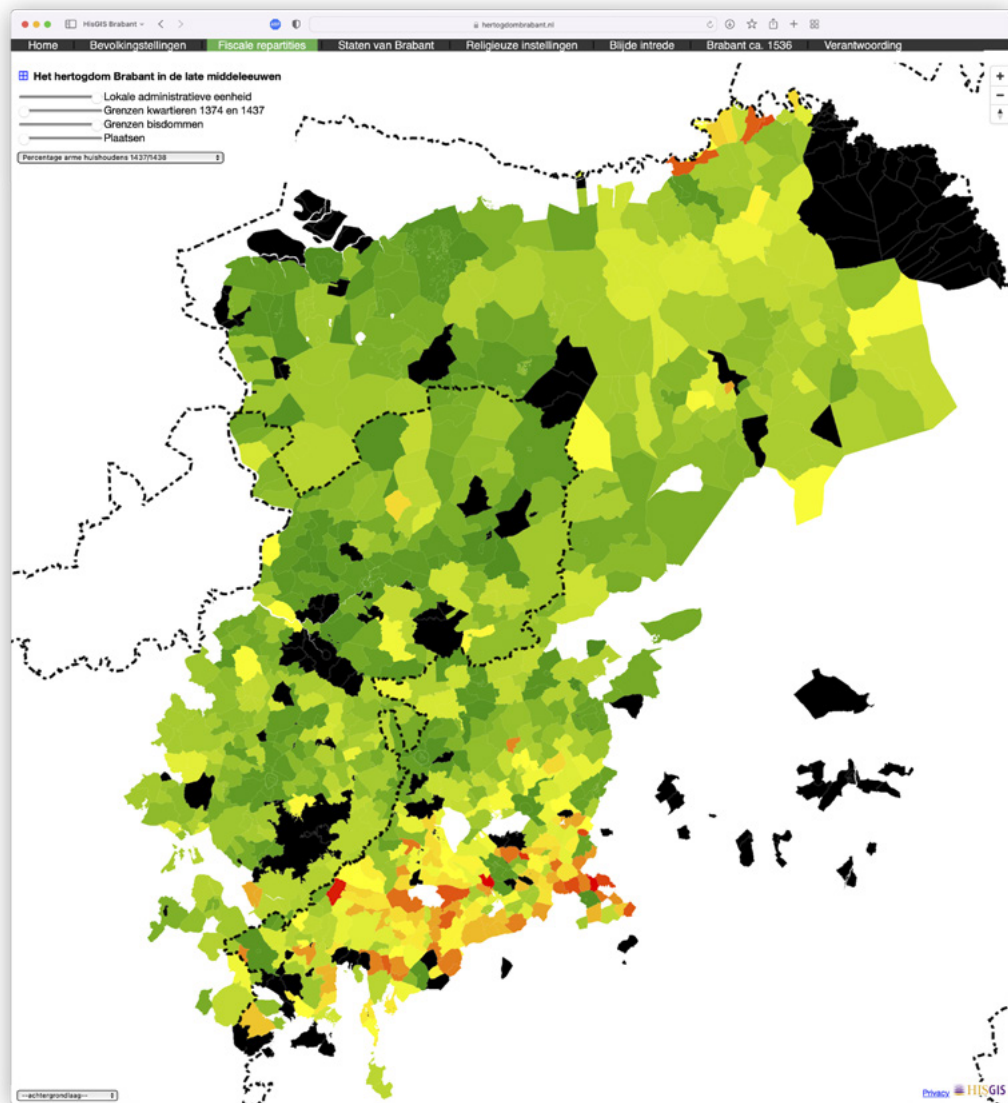 HisGIS Brabant
hertogdombrabant.nl
Home Bevolkingstellingen Fiscale repartities Staten van Brabant Religieuze instellingen Blijde intrede Brabant ca. 1536 Verantwoording
Het hertogdom Brabant in de late middeleeuwen
Lokale administratieve eenheid
Grenzen kwartieren 1374 en 1437
Grenzen bisdommen
Plaatsen
Percentage arme huishoudens 1437/1438
--achtergrondlaag--
Privacy HISGIS